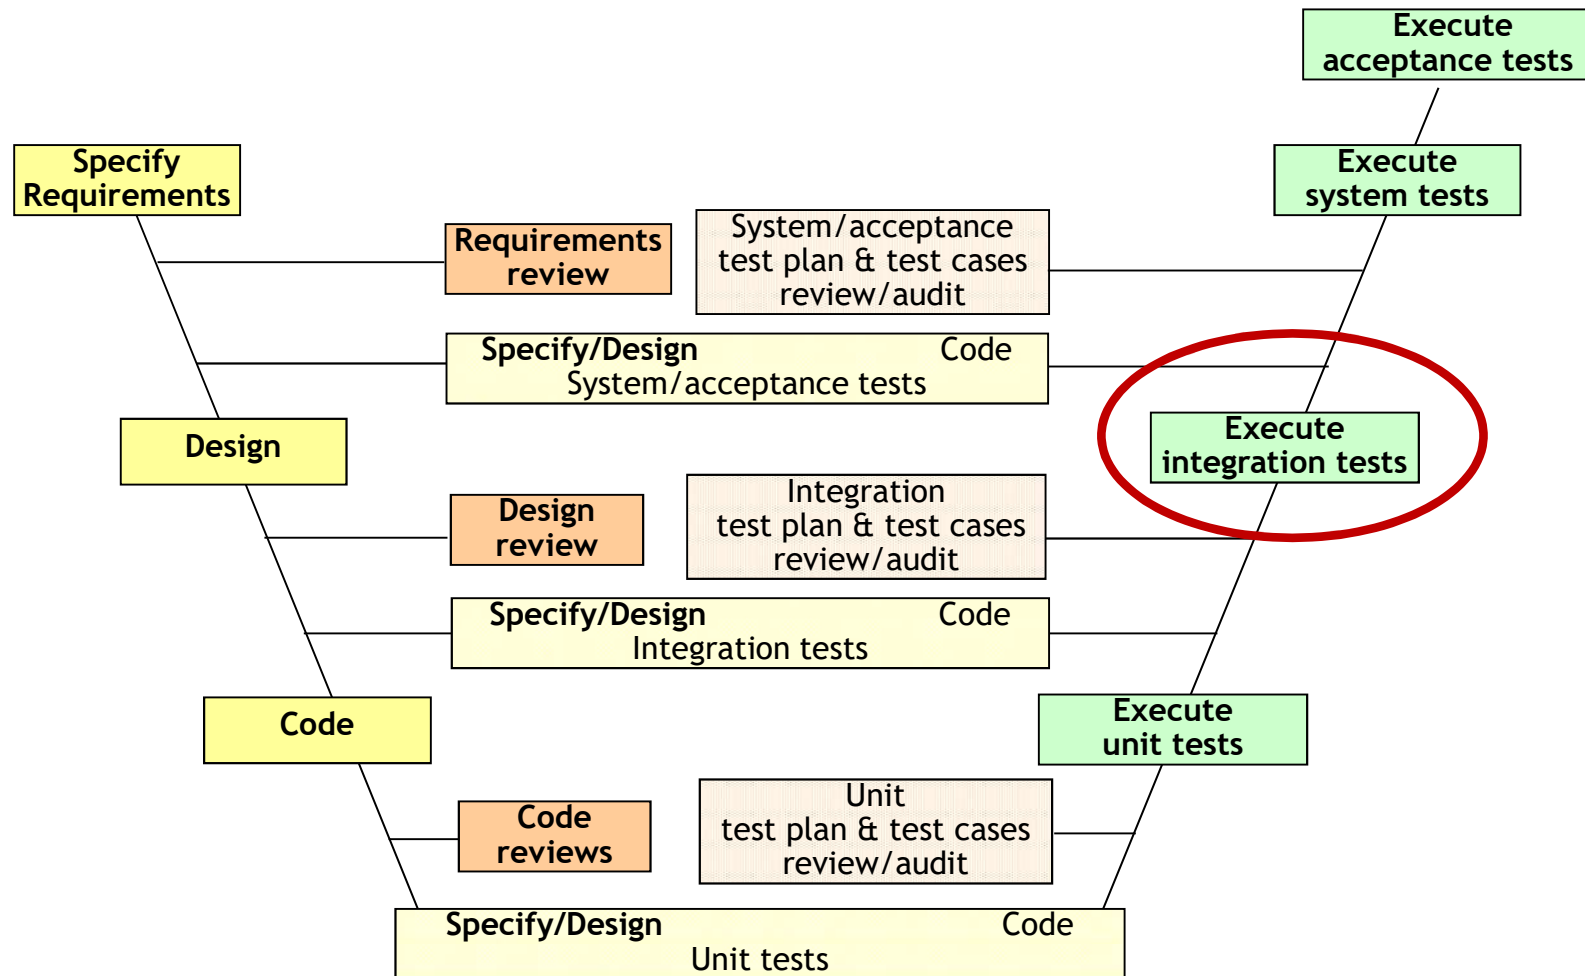 Execute
acceptance tests
Specify
Requirements
Execute
system tests
Requirements
review
System/acceptance
test plan & test cases
review/audit
Specify/Design Code
System/acceptance tests
Design
Execute
integration tests
Design
review
Integration
test plan & test cases
review/audit
Specify/Design Code
Integration tests
Code
Execute
unit tests
Code
reviews
Unit
test plan & test cases
review/audit
Specify/Design Code
Unit tests